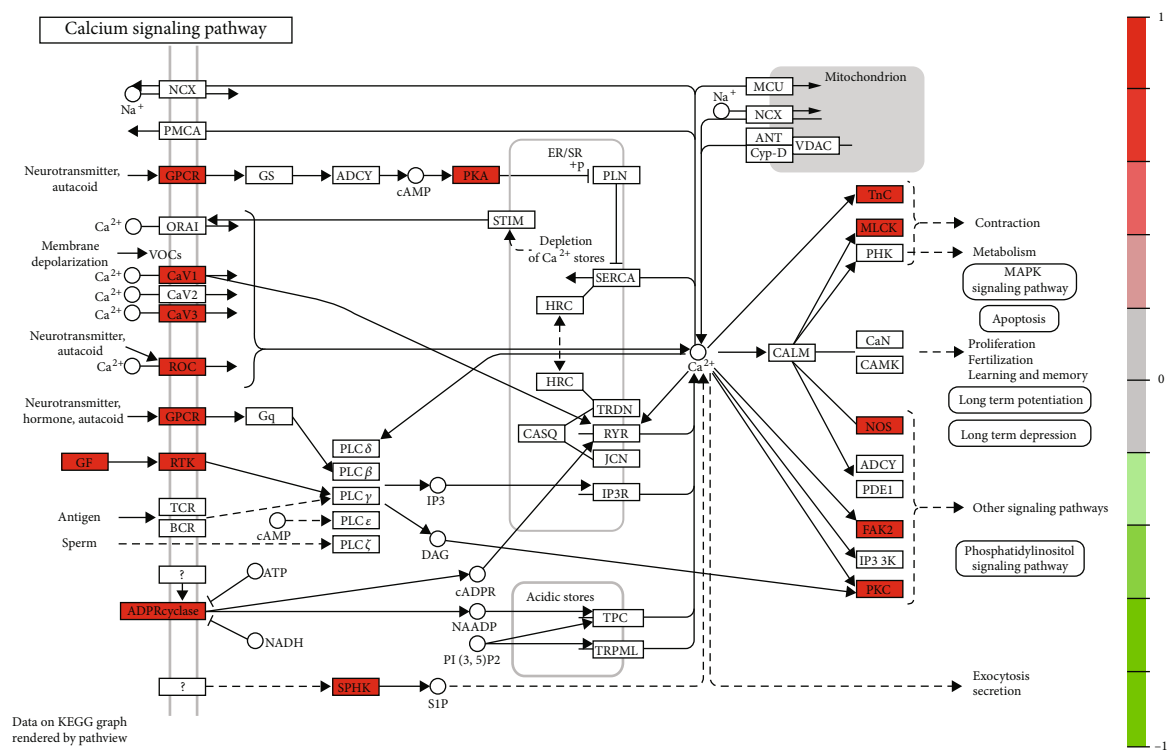 Calcium signaling pathway
1
NCX
Na+
PMCA
MCU
Mitochondrion
Na+
NCX
ANT
Cyp-D
VDAC
Neurotransmitter,
autacoid
GPCR
GS
ADCY
cAMP
PKA
ER/SR
+p
PLN
TnC
MLCK
PHK
Contraction
Metabolism
MAPK
signaling pathway
Apoptosis
Ca2+
ORAI
STIM
Depletion
of Ca2+ stores
Membrane
depolarization
VOCs
Ca2+
CaV1
Ca2+
CaV2
Ca2+
CaV3
SERCA
HRC
Neurotransmitter,
autacoid
Ca2+
ROC
HRC
Ca2+
CALM
CaN
CAMK
Proliferation
Fertilization
Learning and memory
0
Long term potentiation
Long term depression
Neurotransmitter,
hormone, autacoid
GPCR
Gq
TRDN
CASQ
RYR
JCN
NOS
ADCY
PDE1
GF
RTK
PLC δ
PLC β
PLC γ
PLC ε
PLC ζ
IP3
IP3R
Antigen
TCR
BCR
cAMP
Sperm
DAG
Other signaling pathways
FAK2
IP3 3K
PKC
Phosphatidylinositol
signaling pathway
?
ATP
cADPR
ADPRcyclase
NADH
NAADP
PI (3, 5)P2
Acidic stores
TPC
TRPML
?
SPHK
S1P
Exocytosis
secretion
Data on KEGG graph
rendered by pathview
–1